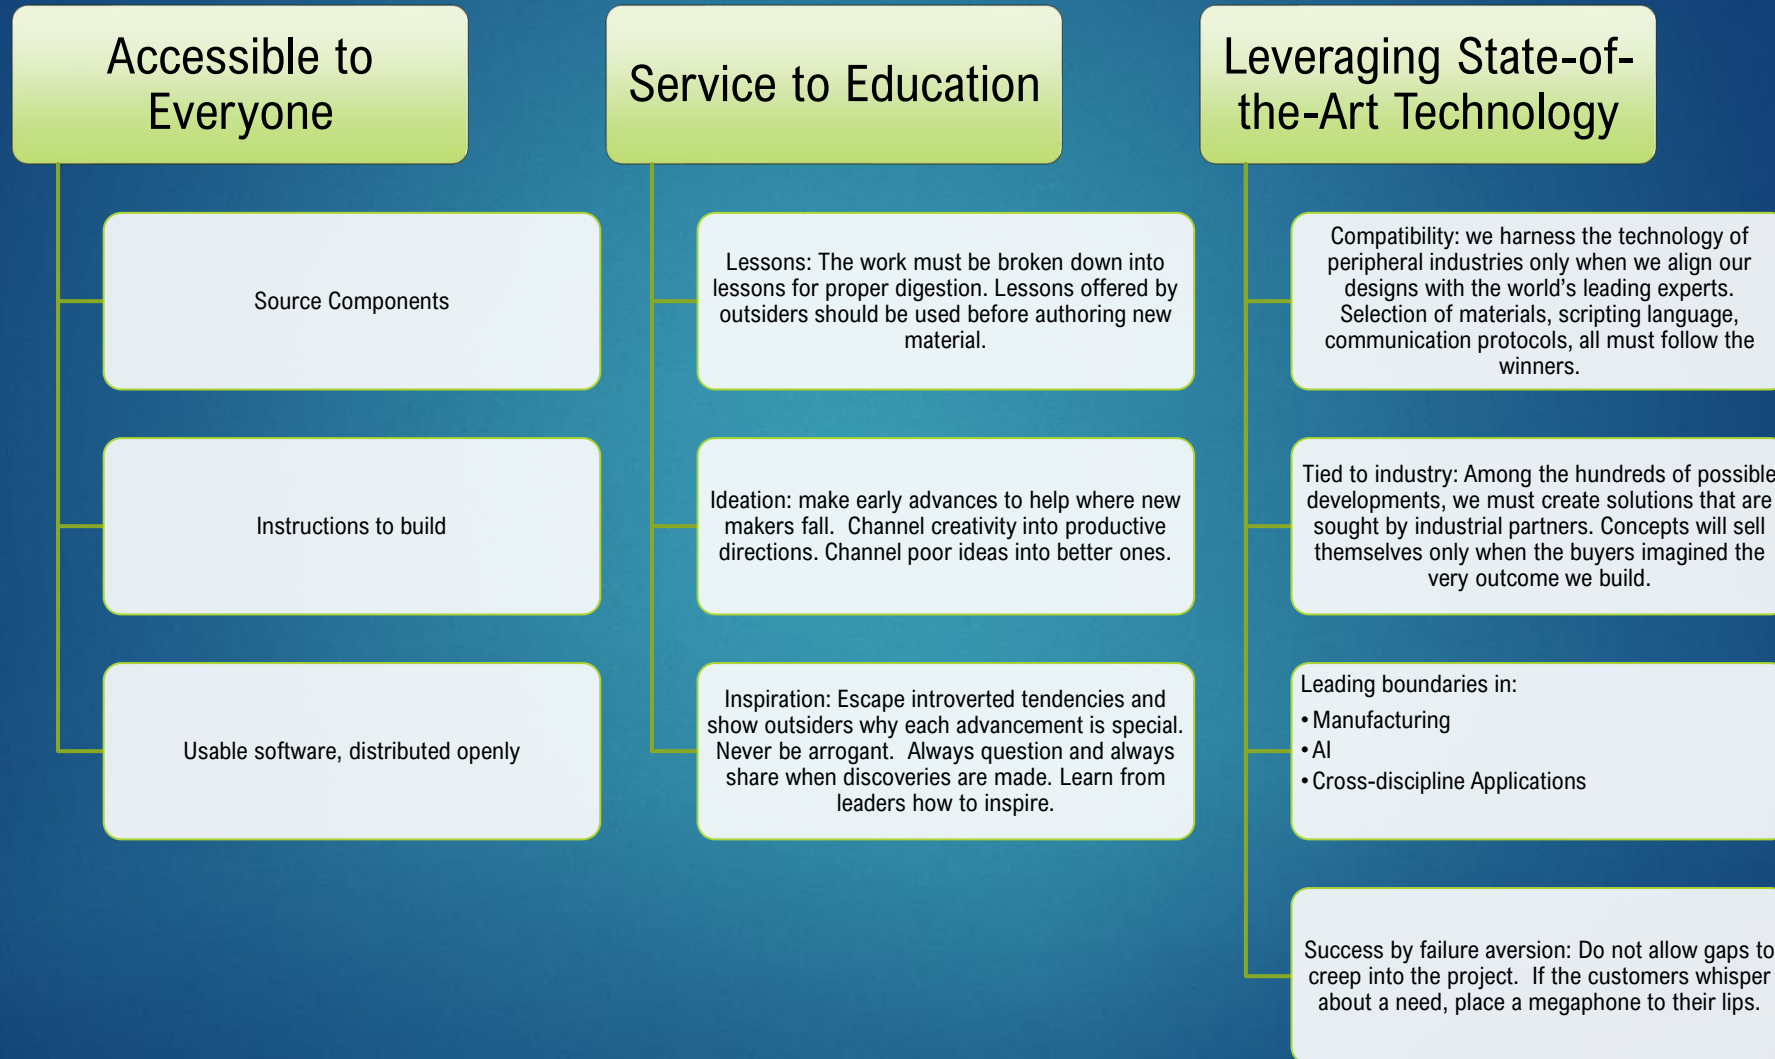 Accessible to
Everyone
Source Components
Instructions to build
Usable software, distributed openly
Service to Education
Lessons: The work must be broken down into
lessons for proper digestion. Lessons offered by
outsiders should be used before authoring new
material.
Ideation: make early advances to help where new
makers fall.  Channel creativity into productive
directions. Channel poor ideas into better ones.
Inspiration: Escape introverted tendencies and
show outsiders why each advancement is special.
Never be arrogant.  Always question and always
share when discoveries are made. Learn from
leaders how to inspire.
Leveraging State-of-
the-Art Technology
Compatibility: we harness the technology of
peripheral industries only when we align our
designs with the world’s leading experts.
Selection of materials, scripting language,
communication protocols, all must follow the
winners.
Tied to industry: Among the hundreds of possible
developments, we must create solutions that are
sought by industrial partners. Concepts will sell
themselves only when the buyers imagined the
very outcome we build.
Leading boundaries in:
• Manufacturing
• AI
• Cross-discipline Applications
Success by failure aversion: Do not allow gaps to
creep into the project.  If the customers whisper
about a need, place a megaphone to their lips.